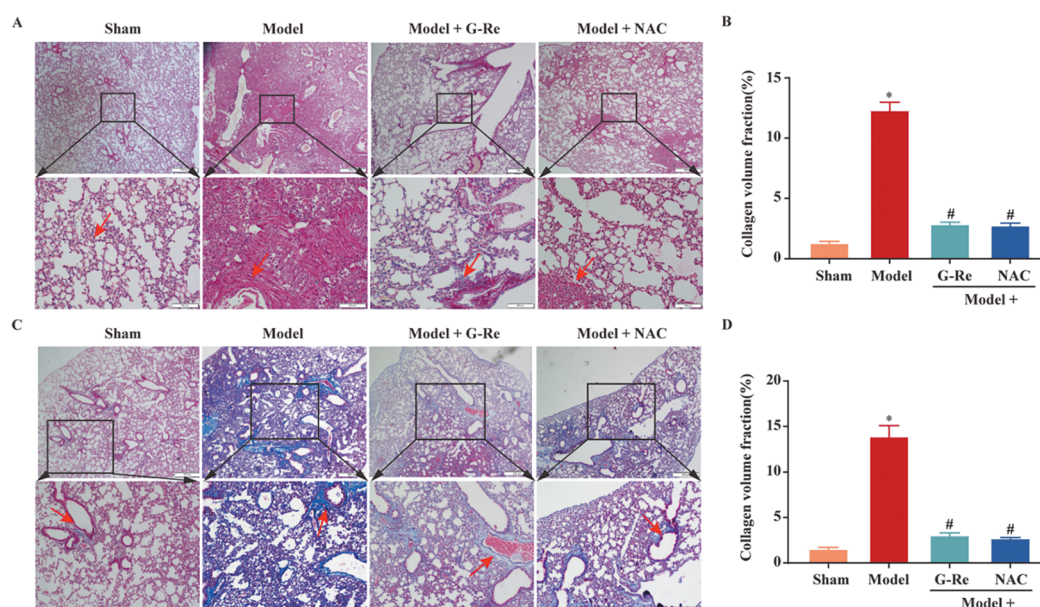 A
Sham
Model
Model + G-Re
Model + NAC
B
Collagen volume fraction(%)
15
10
5
0
*
#
#
Sham
Model
G-Re
NAC
Model +
C
Sham
Model
Model + G-Re
Model + NAC
D
Collagen volume fraction(%)
20
15
10
5
0
*
#
#
Sham
Model
G-Re
NAC
Model +